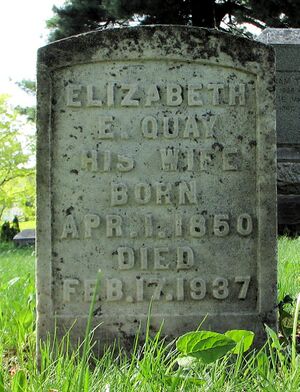 ELIZABETH
E. QUAY
HIS WIFE
BORN
APR. 1. 1850
DIED
FEB. 17. 1937